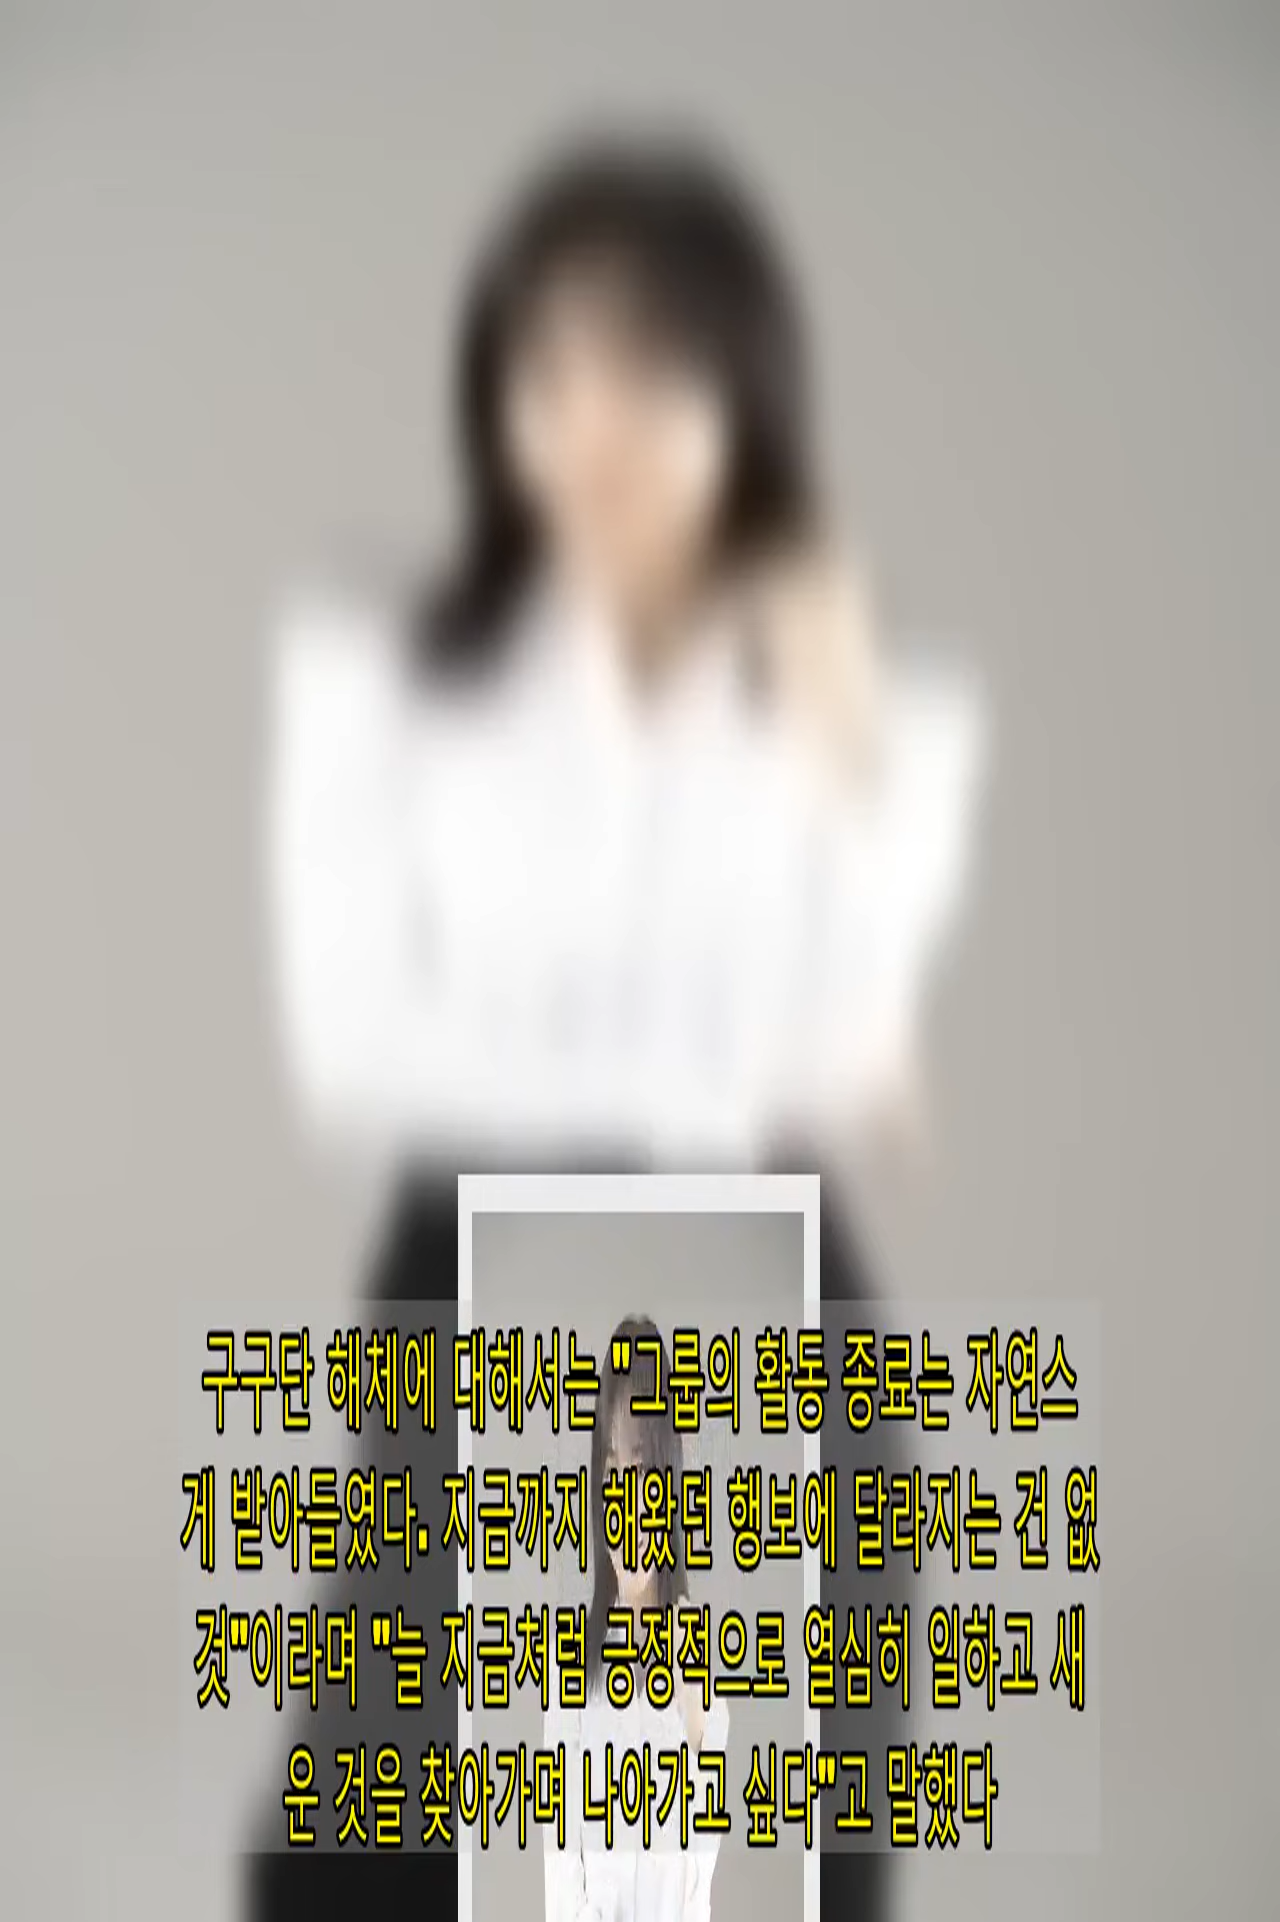 구구단 해체에 대해서는 "그룹의 활동 종료는 자연스
게 받아들였다. 지금까지 해왔던 행보에 달라지는 건 없
것"이라며 "늘 지금처럼 긍정적으로 열심히 일하고 새
운 것을 찾아가며 나아가고 싶다"고 말했다